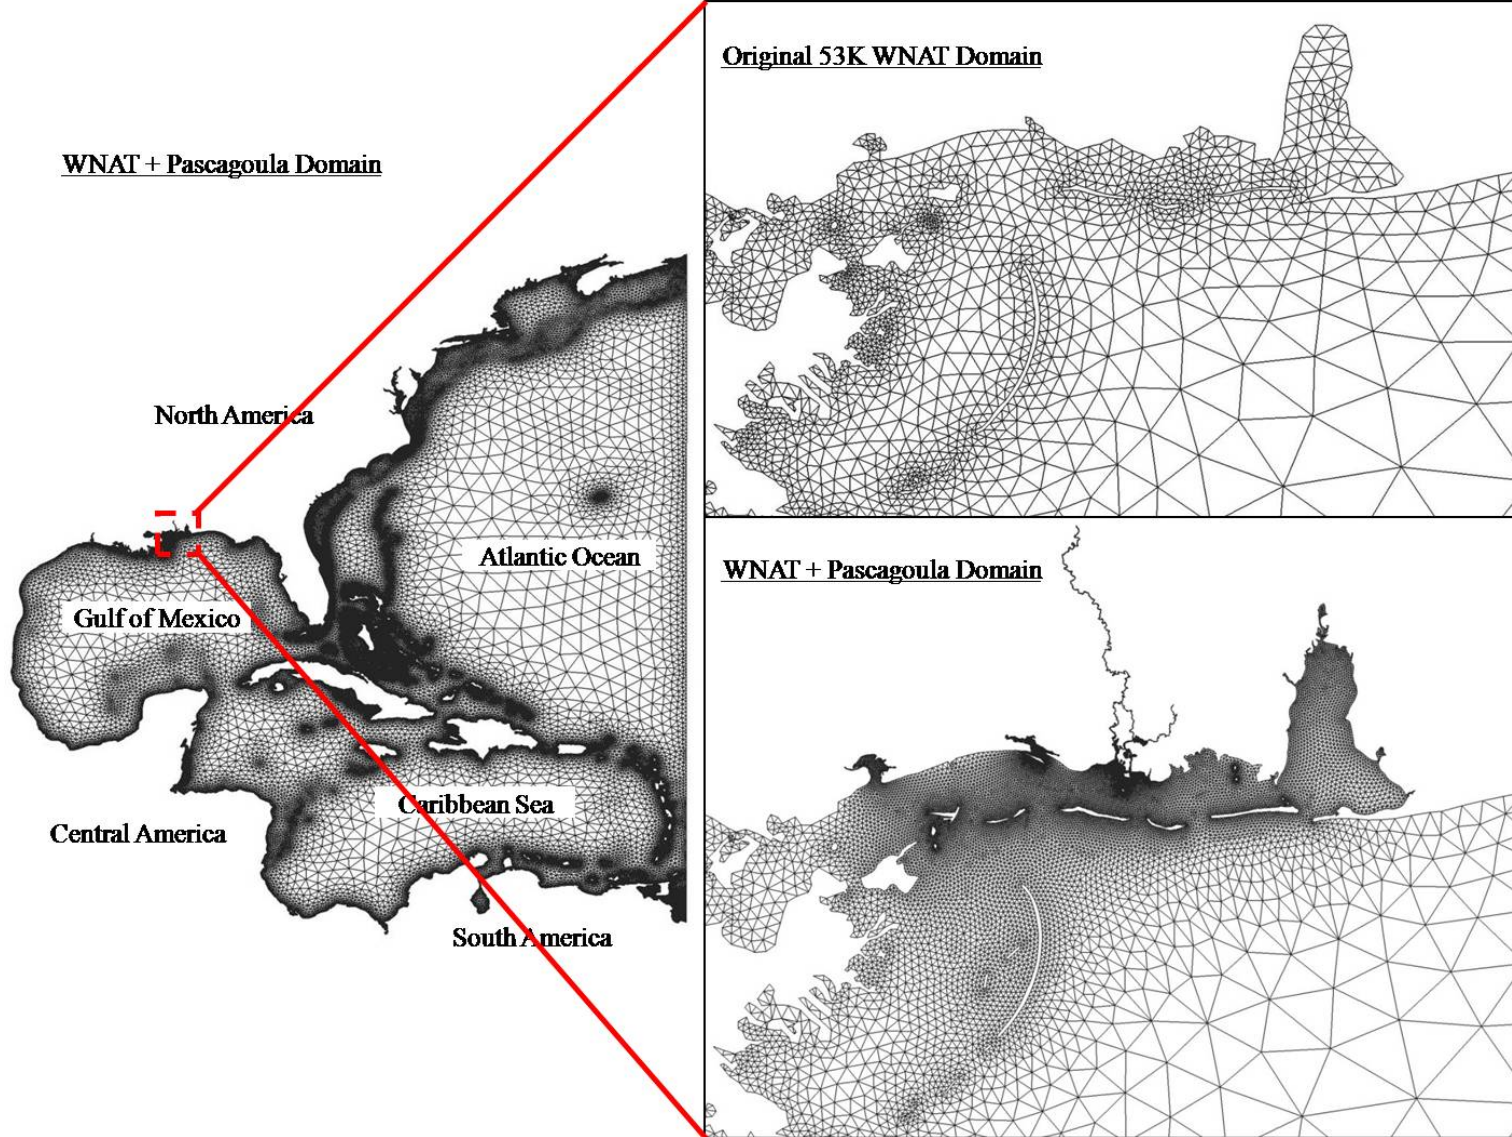 WNAT + Pascagoula Domain
North America
Atlantic Ocean
Gulf of Mexico
Caribbean Sea
Central America
South America
Original 53K WNAT Domain
WNAT + Pascagoula Domain